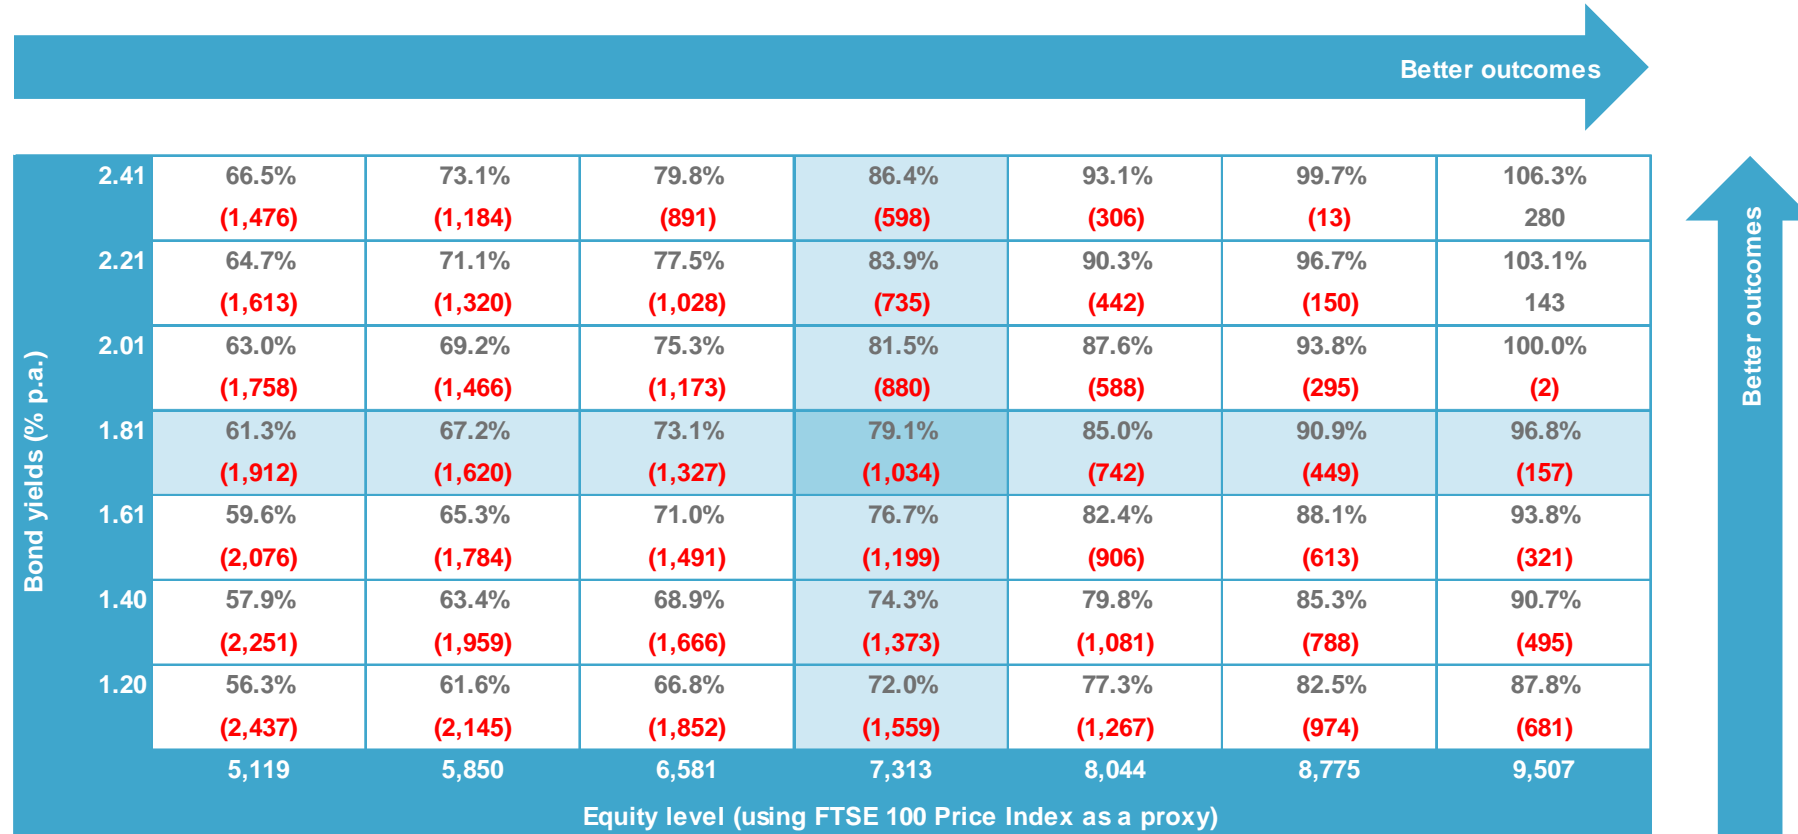 Better outcomes
2.41 66.5% 73.1% 79.8% 86.4% 93.1% 99.7% 106.3%
(1,476) (1,184) (891) (598) (306) (13) 280
2.21 64.7% 71.1% 77.5% 83.9% 90.3% 96.7% 103.1%
(1,613) (1,320) (1,028) (735) (442) (150) 143
2.01 63.0% 69.2% 75.3% 81.5% 87.6% 93.8% 100.0%
(1,758) (1,466) (1,173) (880) (588) (295) (2)
1.81 61.3% 67.2% 73.1% 79.1% 85.0% 90.9% 96.8%
(1,912) (1,620) (1,327) (1,034) (742) (449) (157)
1.61 59.6% 65.3% 71.0% 76.7% 82.4% 88.1% 93.8%
(2,076) (1,784) (1,491) (1,199) (906) (613) (321)
1.40 57.9% 63.4% 68.9% 74.3% 79.8% 85.3% 90.7%
(2,251) (1,959) (1,666) (1,373) (1,081) (788) (495)
1.20 56.3% 61.6% 66.8% 72.0% 77.3% 82.5% 87.8%
(2,437) (2,145) (1,852) (1,559) (1,267) (974) (681)
5,119 5,850 6,581 7,313 8,044 8,775 9,507
Equity level (using FTSE 100 Price Index as a proxy)
Bond yields (% p.a.)
Better outcomes